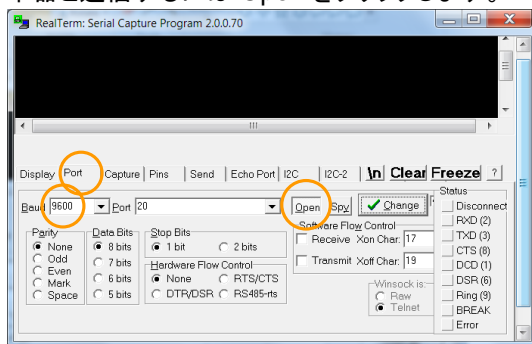 RealTerm: Serial Capture Program 2.0.0.70
Display Port Capture Pins Send Echo Port I2C I2C-2 \n Clear Freeze ?
Baud 9600 Port 20 Open Spy Change
Parity
None
Odd
Even
Mark
Space
Data Bits
8 bits
7 bits
6 bits
5 bits
Stop Bits
1 bit 2 bits
Hardware Flow Control
None RTS/CTS
DTR/DSR RS485-rts
Software Flow Control
Receive Xon Char: 17
Transmit Xoff Char: 19
Winsock is:
Raw
Telnet
Status
Disconnect
RXD (2)
TXD (3)
CTS (8)
DCD (1)
DSR (6)
Ring (9)
BREAK
Error